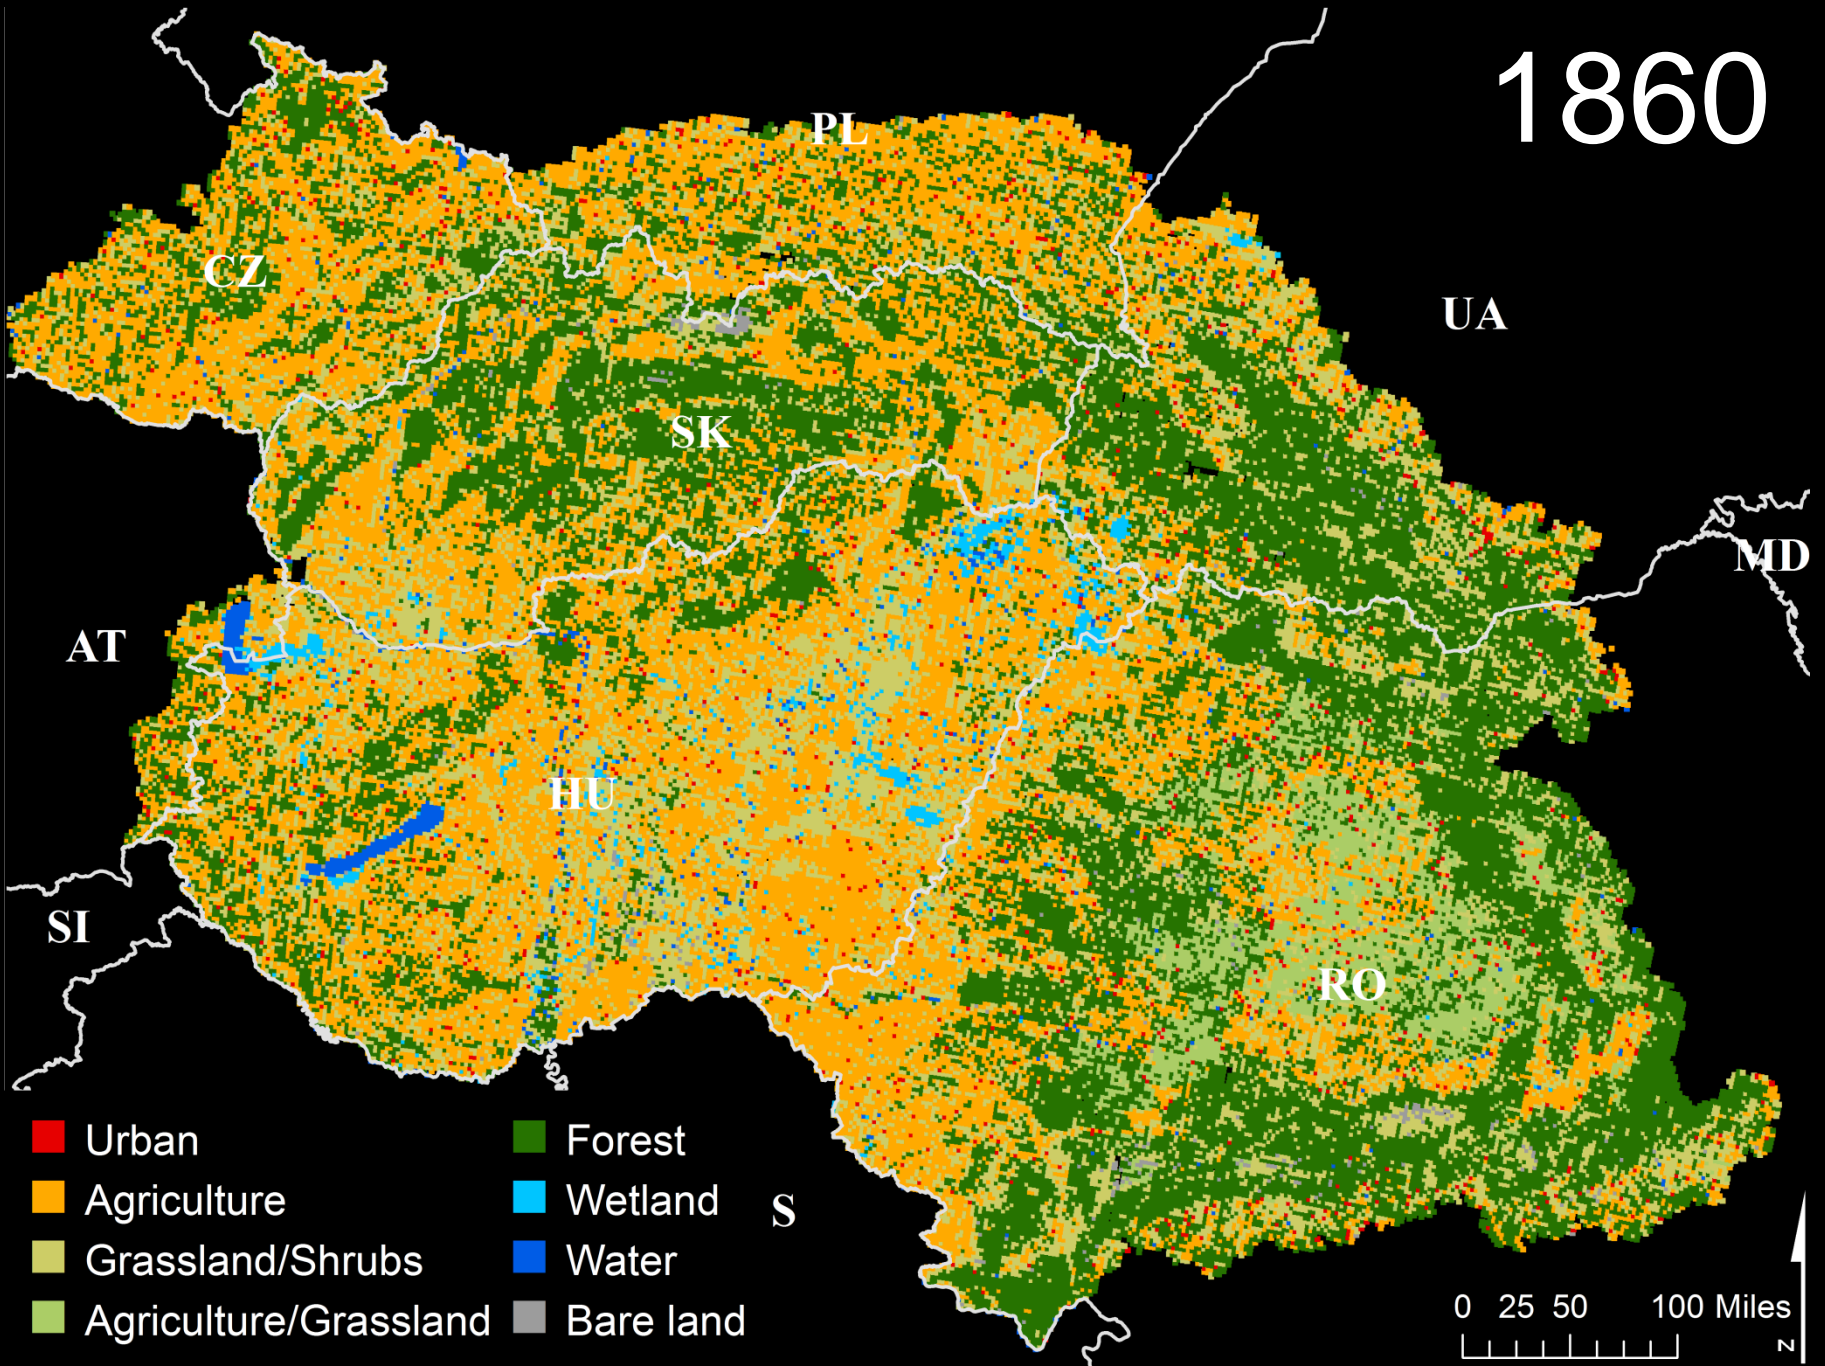 1860
PL
CZ
UA
SK
MD
AT
HU
SI
RO
S
Urban
Agriculture
Grassland/Shrubs
Agriculture/Grassland
Forest
Wetland
Water
Bare land
0 25 50 100 Miles
N